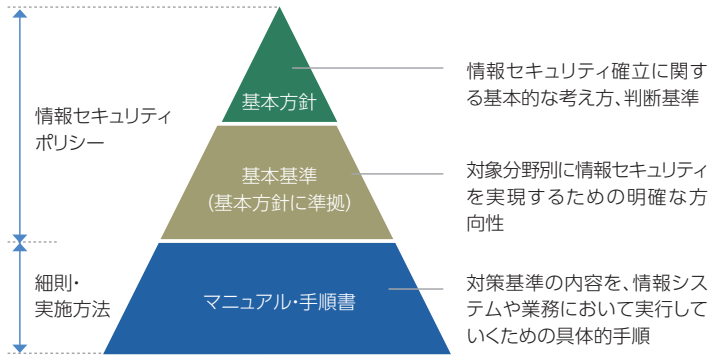 基本方針
情報セキュリティ確立に関す
る基本的な考え方、判断基準
情報セキュリティ
ポリシー
基本基準
(基本方針に準拠)
対象分野別に情報セキュリティ
を実現するための明確な方
向性
細則・
実施方法
マニュアル・手順書
対策基準の内容を、情報シス
テムや業務において実行して
いくための具体的手順